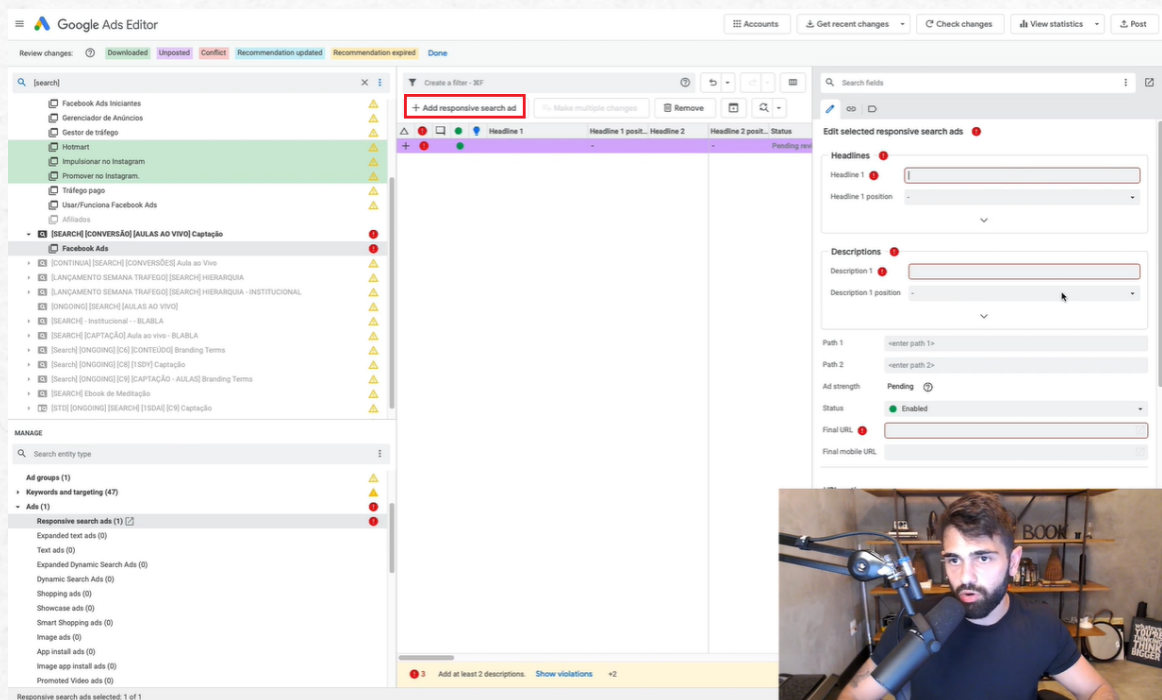 Google Ads Editor
Accounts
Get recent changes
Check changes
View statistics
Post
Review changes:
Downloaded
Unposted
Conflict
Recommendation updated
Recommendation expired
Done
[search]
Facebook Ads Iniciantes
Gerenciador de Anúncios
Gestor de tráfego
Hotmart
Impulsionar no Instagram
Promover no Instagram.
Tráfego pago
Usar/Funciona Facebook Ads
Afiliados
[SEARCH] [CONVERSÃO] [AULAS AO VIVO] Captação
Facebook Ads
[CONTINUA] [SEARCH] [CONVERSÕES] Aula ao Vivo
[LANÇAMENTO SEMANA TRAFEGO] [SEARCH] HIERARQUIA
[LANÇAMENTO SEMANA TRAFEGO] [SEARCH] HIERARQUIA - INSTITUCIONAL
[ONGOING] [SEARCH] [AULAS AO VIVO]
[SEARCH] - Institucional - - BLABLA
[SEARCH] [CAPTAÇÃO] Aula ao vivo - BLABLA
[Search] [ONGOING] [C6] [CONTEÚDO] Branding Terms
[Search] [ONGOING] [C8] [1SDY] Captação
[Search] [ONGOING] [C9] [CAPTAÇÃO - AULAS] Branding Terms
[SEARCH] Ebook de Meditação
[STD] [ONGOING] [SEARCH] [1SDAI] [C9] Captação
MANAGE
Search entity type
Ad groups (1)
Keywords and targeting (47)
Ads (1)
Responsive search ads (1)
Expanded text ads (0)
Text ads (0)
Expanded Dynamic Search Ads (0)
Dynamic Search Ads (0)
Shopping ads (0)
Showcase ads (0)
Smart Shopping ads (0)
Image ads (0)
App install ads (0)
Image app install ads (0)
Promoted Video ads (0)
Responsive search ads selected: 1 of 1
Create a filter - ⌘F
+ Add responsive search ad
Make multiple changes
Remove
Headline 1
Headline 1 posit...
Headline 2
Headline 2 posit...
Status
-
-
Pending revi
3
Add at least 2 descriptions.
Show violations
+2
Search fields
Edit selected responsive search ads
Headlines
Headline 1
Headline 1 position
-
Descriptions
Description 1
Description 1 position
-
Path 1
<enter path 1>
Path 2
<enter path 2>
Ad strength
Pending
Status
Enabled
Final URL
Final mobile URL
BOOK
WHATEVER
YOU'RE
THINKING
THINK
BIGGER